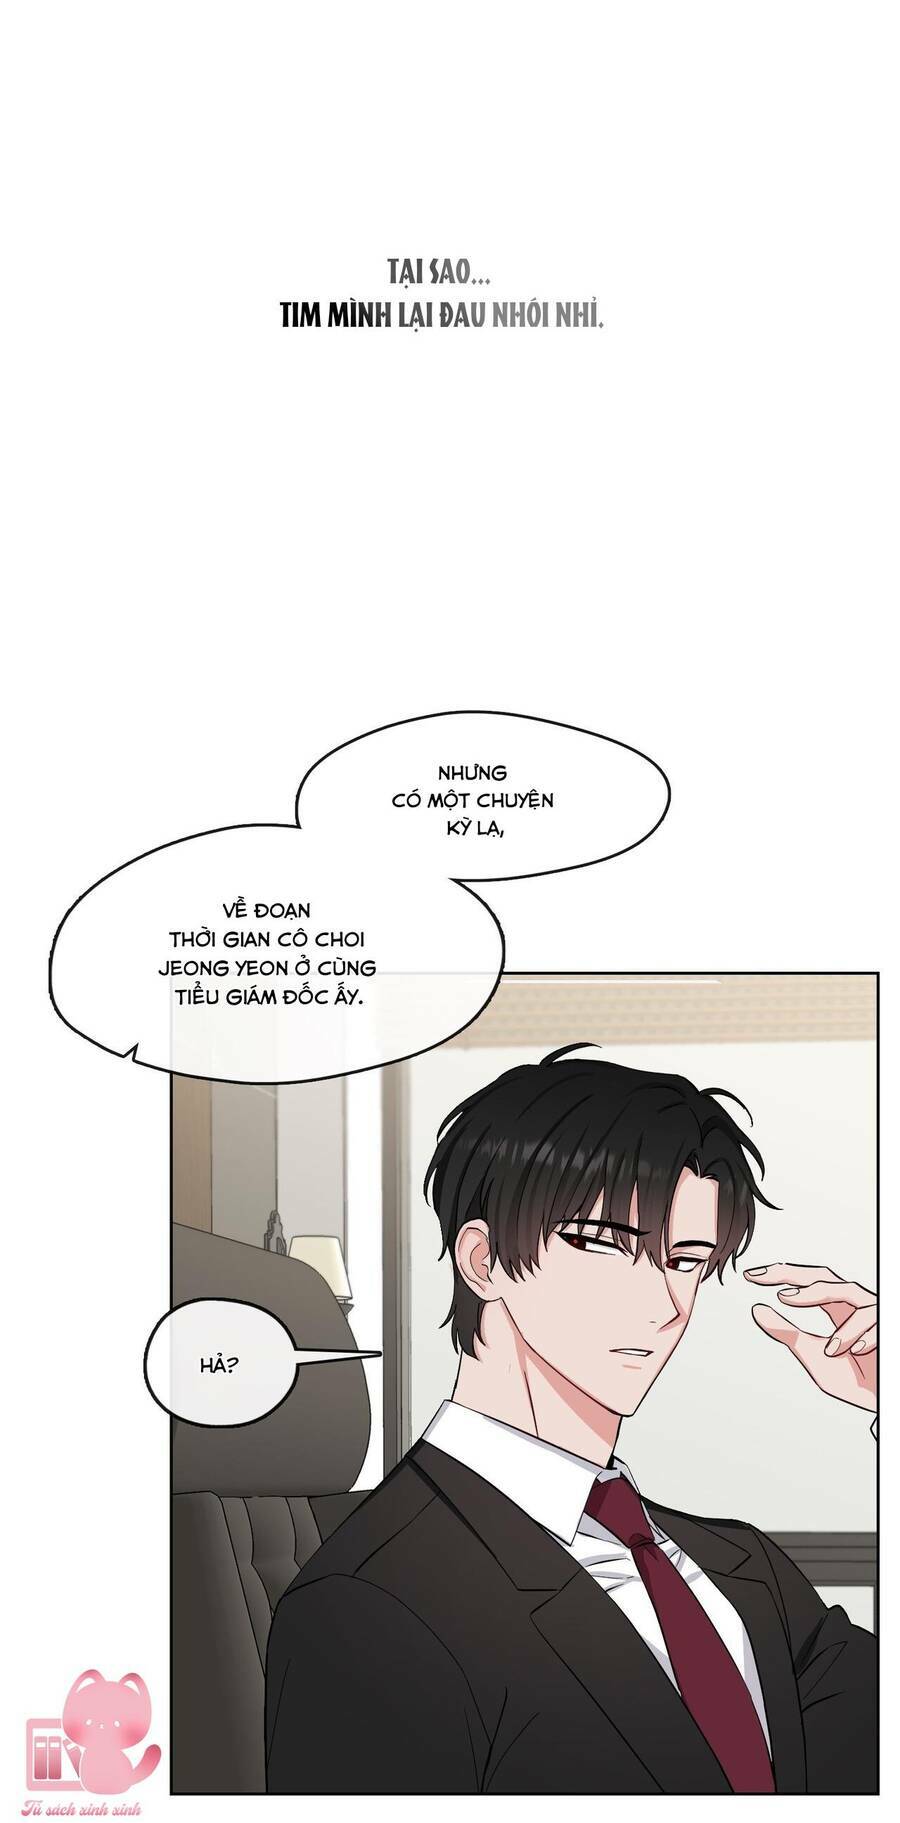 TẠI SAO...
TIM MÌNH LẠI ĐAU NHÓI NHỈ.
NHƯNG
CÓ MỘT CHUYỆN
KỲ LẠ,
VỀ ĐOẠN
THỜI GIAN CÔ CHOI
JEONG YEON Ở CÙNG
TIỂU GIÁM ĐỐC ẤY.
HẢ?
Tủ sách xinh xinh